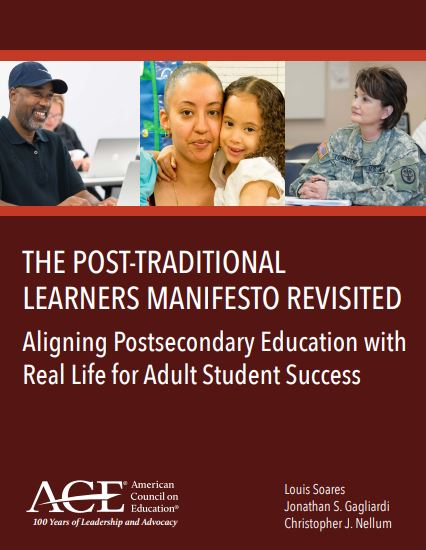 THE POST-TRADITIONAL
LEARNERS MANIFESTO REVISITED
Aligning Postsecondary Education with
Real Life for Adult Student Success
ACE® American
Council on
Education®
100 Years of Leadership and Advocacy
Louis Soares
Jonathan S. Gagliardi
Christopher J. Nellum